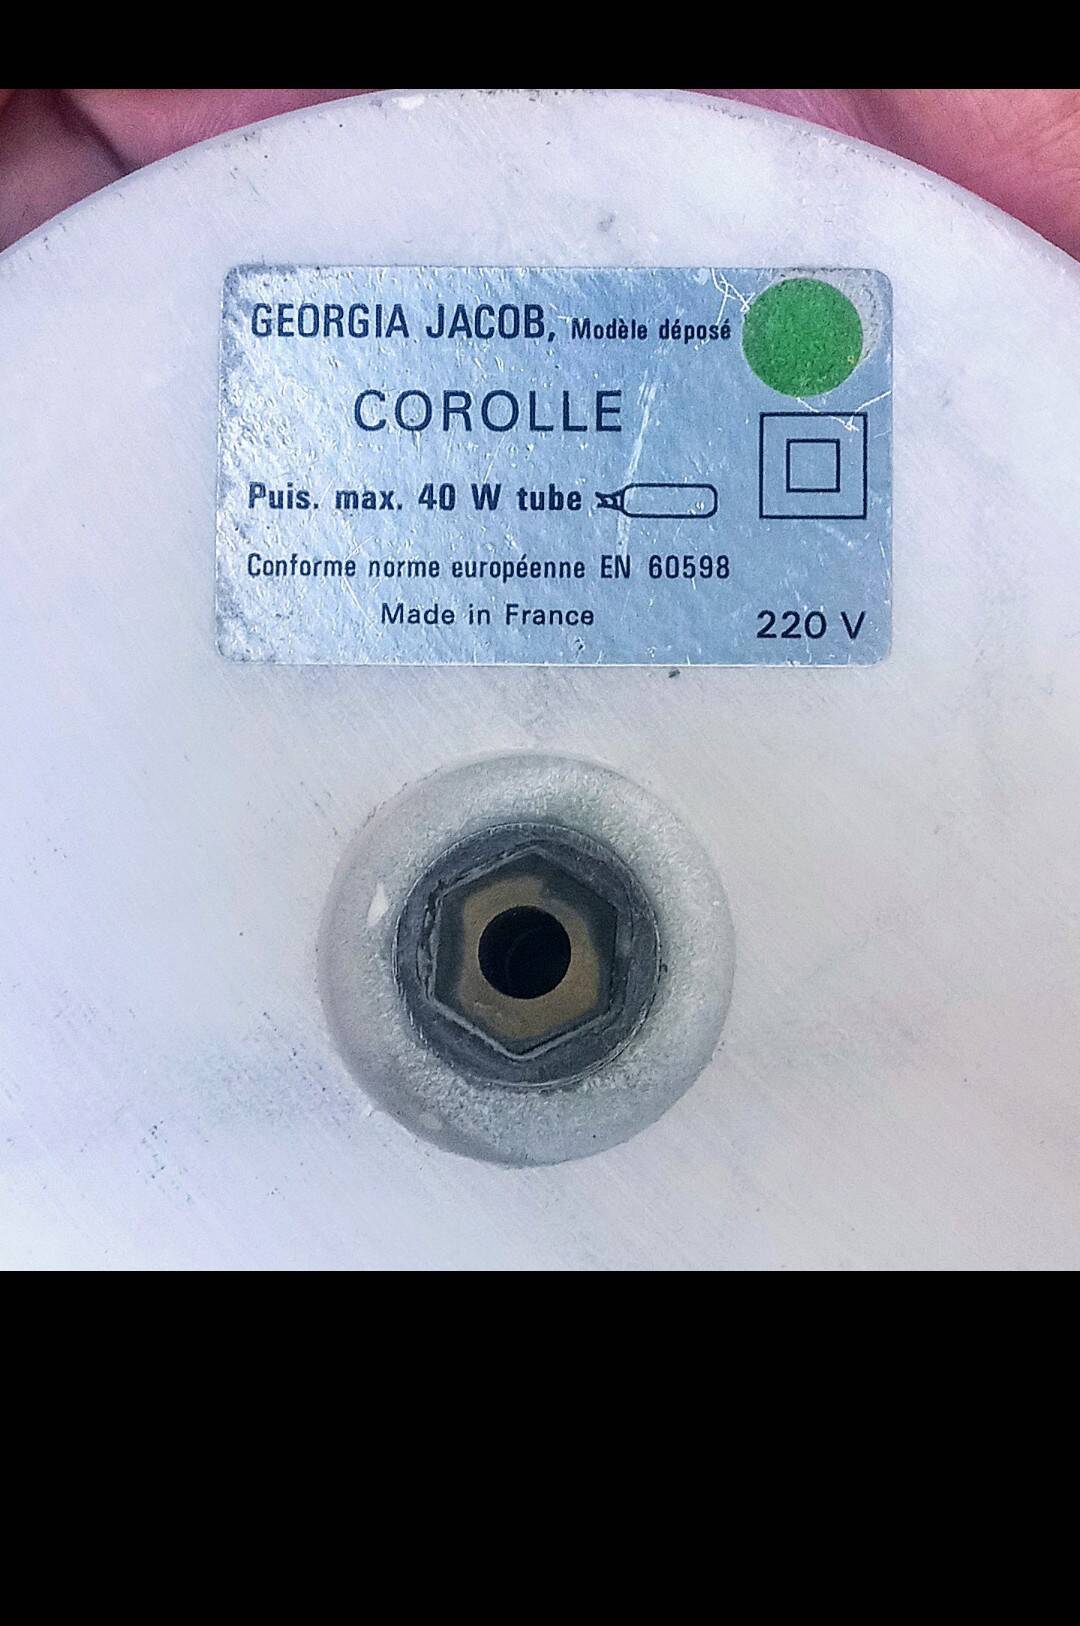 GEORGIA JACOB, Modèle déposé
COROLLE
Puis. max. 40 W tube
Conforme norme européenne EN 60598
Made in France
220 V